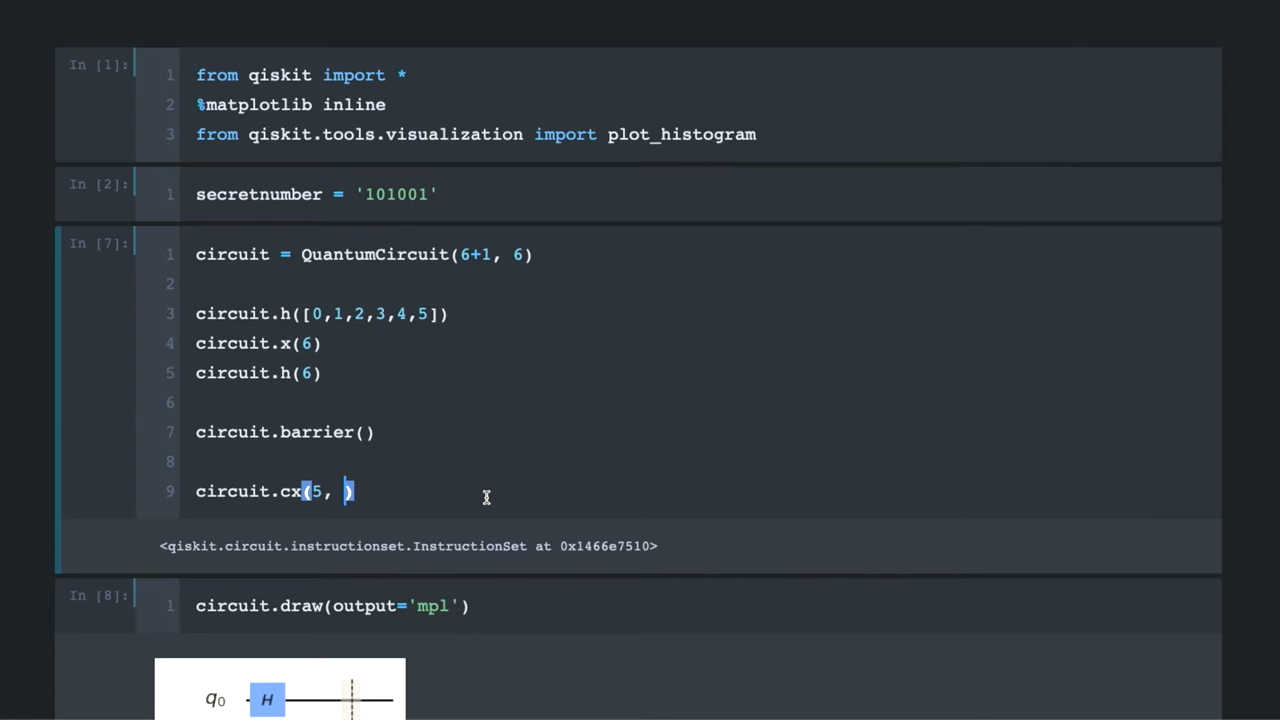 In [1]:
1 from qiskit import *
2 %matplotlib inline
3 from qiskit.tools.visualization import plot_histogram
In [2]:
1 secretnumber = '101001'
In [7]:
1 circuit = QuantumCircuit(6+1, 6)
2
3 circuit.h([0,1,2,3,4,5])
4 circuit.x(6)
5 circuit.h(6)
6
7 circuit.barrier()
8
9 circuit.cx(5, )
<qiskit.circuit.instructionset.InstructionSet at 0x1466e7510>
In [8]:
1 circuit.draw(output='mpl')
q0 H